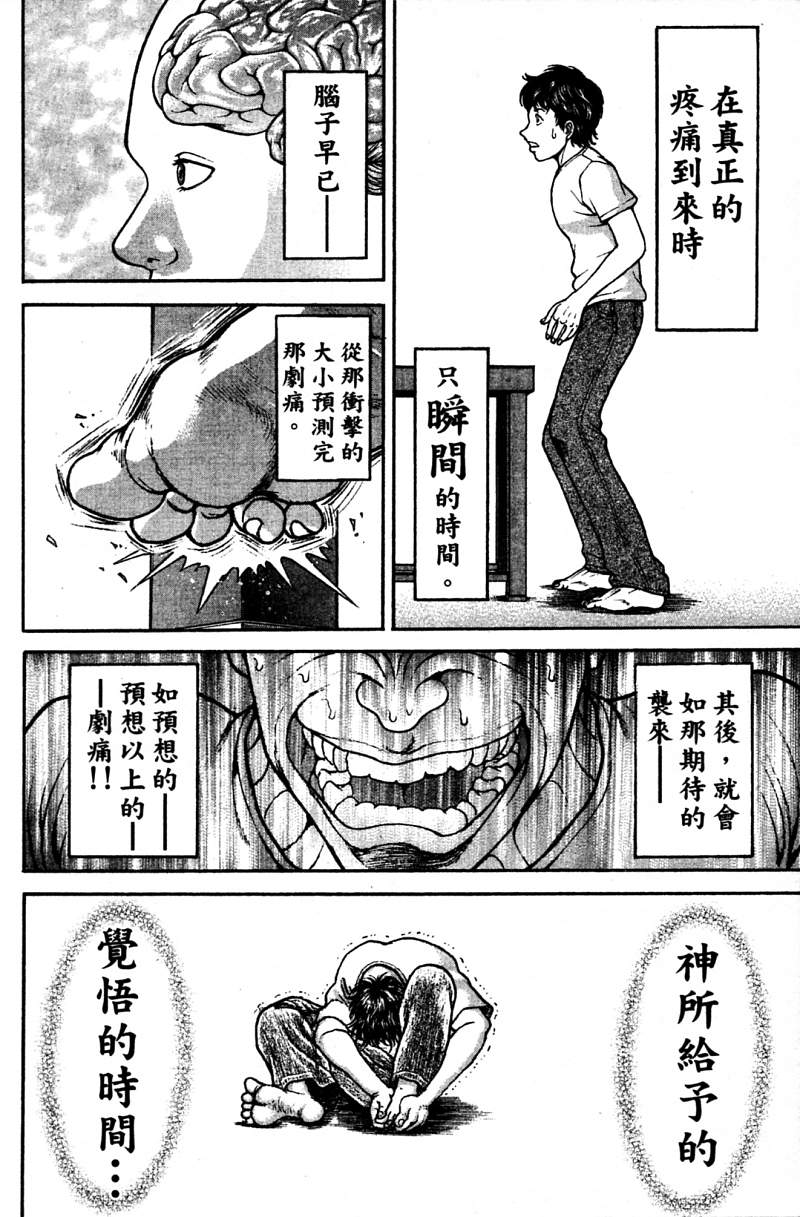 在真正的
疼痛到來時
只瞬間的時間。
腦子早已──
從那衝擊的
大小預測完
那劇痛。
其後，就會
如那期待的
襲來──
如預想的──
預想以上的──
──劇痛!!
神所給予的
覺悟的時間…